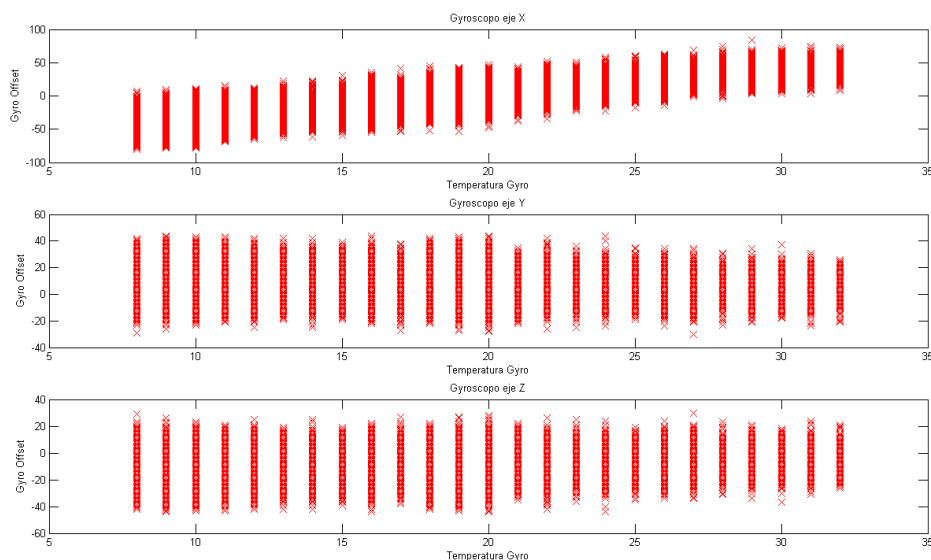 Gyroscopo eje X
100
50
0
-50
-100
Gyro Offset
5 10 15 20 25 30 35
Temperatura Gyro
Gyroscopo eje Y
60
40
20
0
-20
-40
Gyro Offset
5 10 15 20 25 30 35
Temperatura Gyro
Gyroscopo eje Z
40
20
0
-20
-40
-60
Gyro Offset
5 10 15 20 25 30 35
Temperatura Gyro